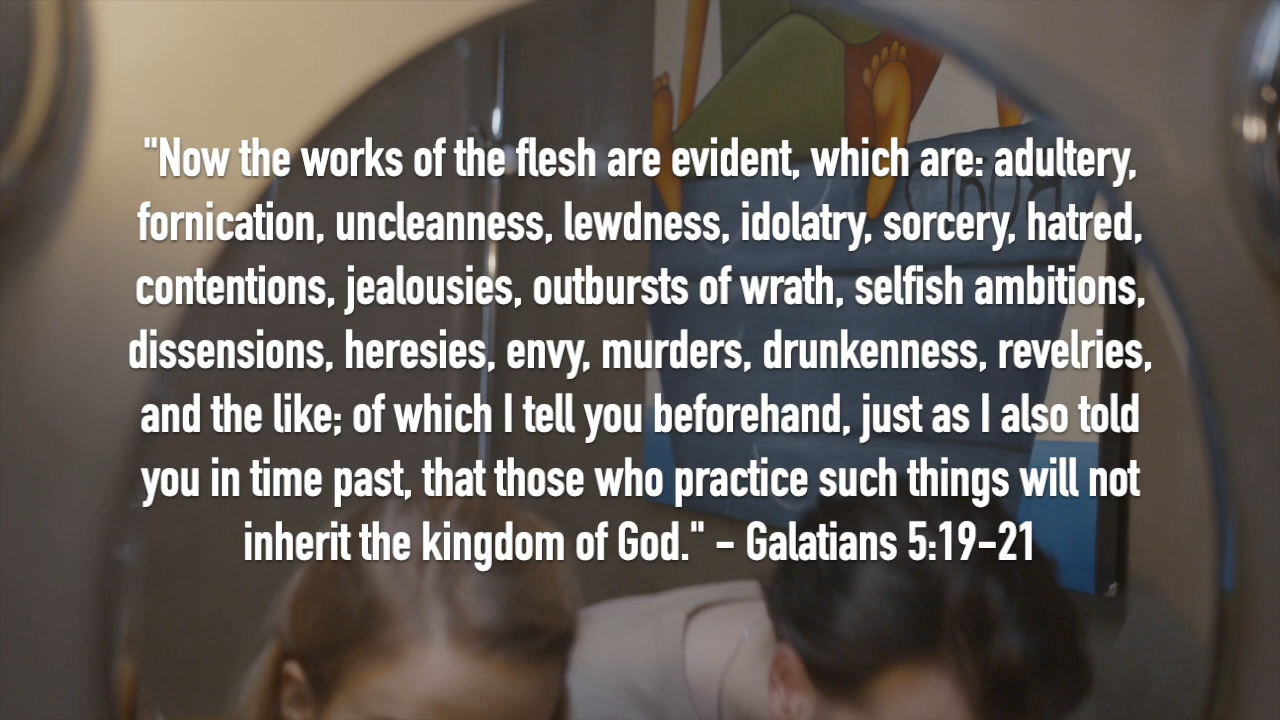 "Now the works of the flesh are evident, which are: adultery,
fornication, uncleanness, lewdness, idolatry, sorcery, hatred,
contentions, jealousies, outbursts of wrath, selfish ambitions,
dissensions, heresies, envy, murders, drunkenness, revelries,
and the like; of which I tell you beforehand, just as I also told
you in time past, that those who practice such things will not
inherit the kingdom of God." - Galatians 5:19-21